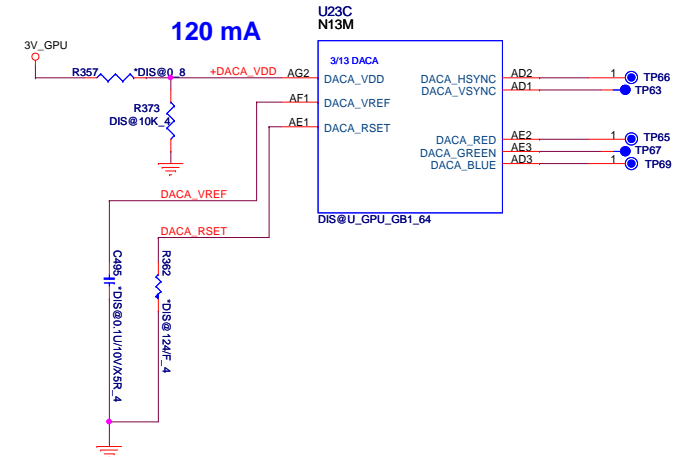 U23C
N13M
120 mA
3V_GPU
3/13 DACA
R357
*DIS@0_8
+DACA_VDD
AG2
DACA_VDD
DACA_HSYNC
AD2
1
TP66
DACA_VSYNC
AD1
TP63
AF1
DACA_VREF
R373
DIS@10K_4
AE1
DACA_RSET
DACA_RED
AE2
1
TP65
DACA_GREEN
AE3
TP67
DACA_BLUE
AD3
1
TP69
DACA_VREF
DIS@U_GPU_GB1_64
DACA_RSET
C495
*DIS@0.1U/10V/X5R_4
R362
*DIS@124/F_4